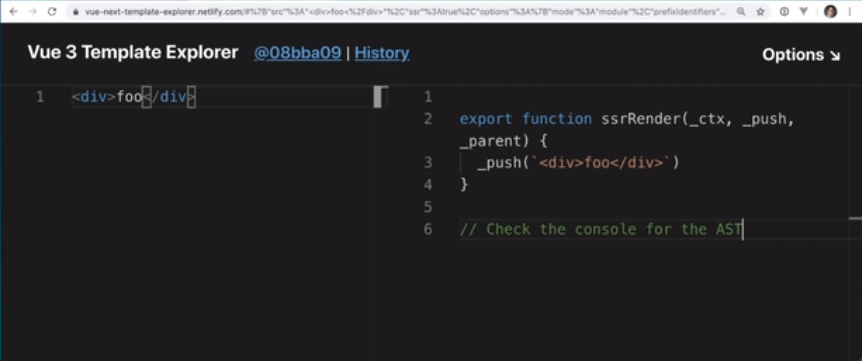 vue-next-template-explorer.netlify.com/#%7B"src"%3A"<div>foo<%2Fdiv>"%2C"ssr"%3Atrue%2C"options"%3A%7B"mode"%3A"module"%2C"prefixIdentifiers"...
Vue 3 Template Explorer @08bba09 | History
Options ↘
1 <div>foo</div>
1
2 export function ssrRender(_ctx, _push,
_parent) {
3 _push(`<div>foo</div>`)
4 }
5
6 // Check the console for the AST